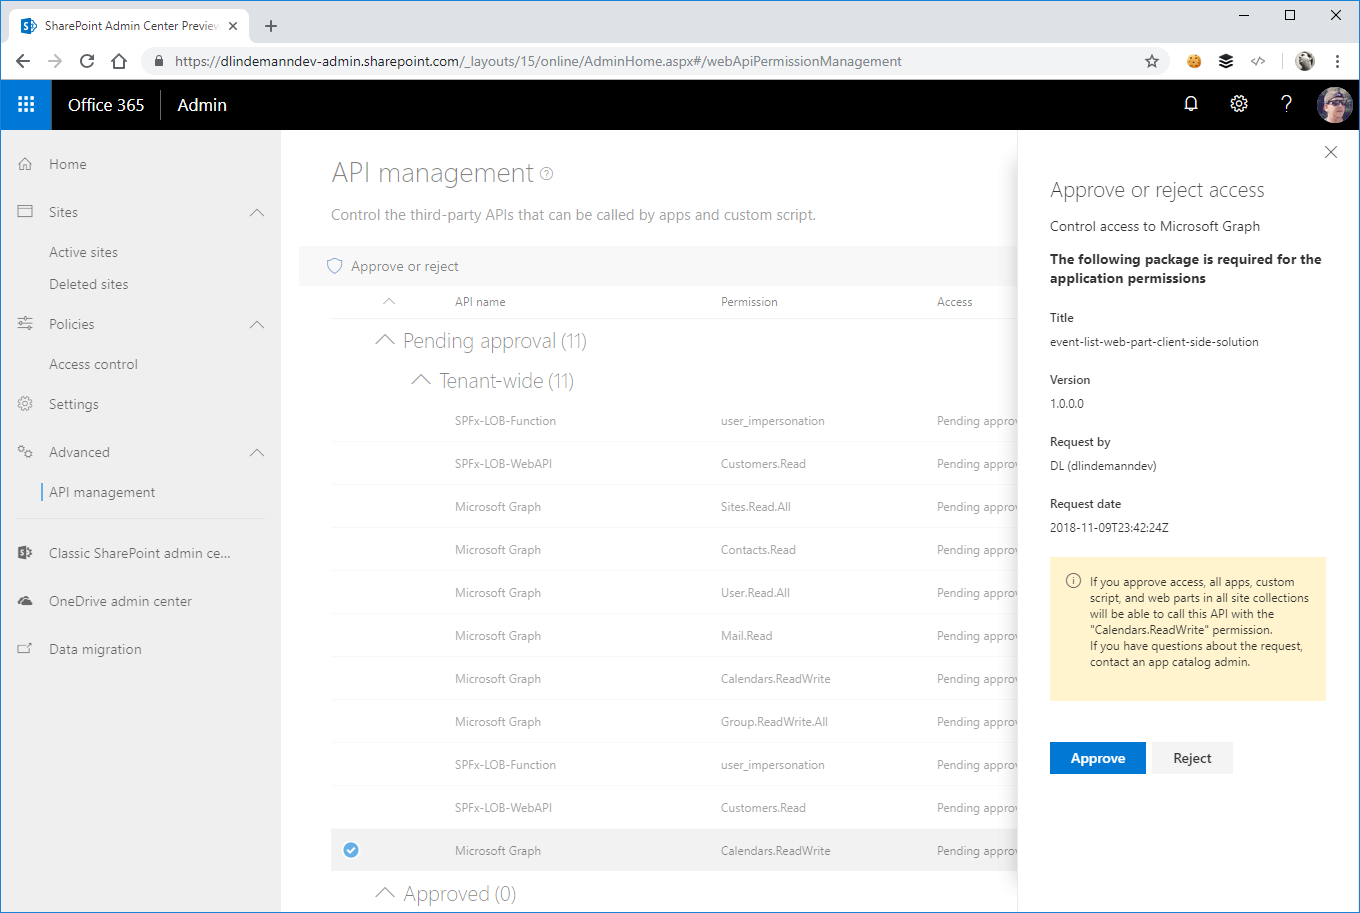 SharePoint Admin Center Preview
https://dlindemanndev-admin.sharepoint.com/_layouts/15/online/AdminHome.aspx#/webApiPermissionManagement
Office 365
Admin
Home
Sites
Active sites
Deleted sites
Policies
Access control
Settings
Advanced
API management
Classic SharePoint admin ce...
OneDrive admin center
Data migration
API management
Control the third-party APIs that can be called by apps and custom script.
Approve or reject
API name Permission Access
Pending approval (11)
Tenant-wide (11)
SPFx-LOB-Function user_impersonation Pending appro
SPFx-LOB-WebAPI Customers.Read Pending appro
Microsoft Graph Sites.Read.All Pending appro
Microsoft Graph Contacts.Read Pending appro
Microsoft Graph User.Read.All Pending appro
Microsoft Graph Mail.Read Pending appro
Microsoft Graph Calendars.ReadWrite Pending appro
Microsoft Graph Group.ReadWrite.All Pending appro
SPFx-LOB-Function user_impersonation Pending appro
SPFx-LOB-WebAPI Customers.Read Pending appro
Microsoft Graph Calendars.ReadWrite Pending appro
Approved (0)
Approve or reject access
Control access to Microsoft Graph
The following package is required for the
application permissions
Title
event-list-web-part-client-side-solution
Version
1.0.0.0
Request by
DL (dlindemanndev)
Request date
2018-11-09T23:42:24Z
If you approve access, all apps, custom
script, and web parts in all site collections
will be able to call this API with the
"Calendars.ReadWrite" permission.
If you have questions about the request,
contact an app catalog admin.
Approve
Reject